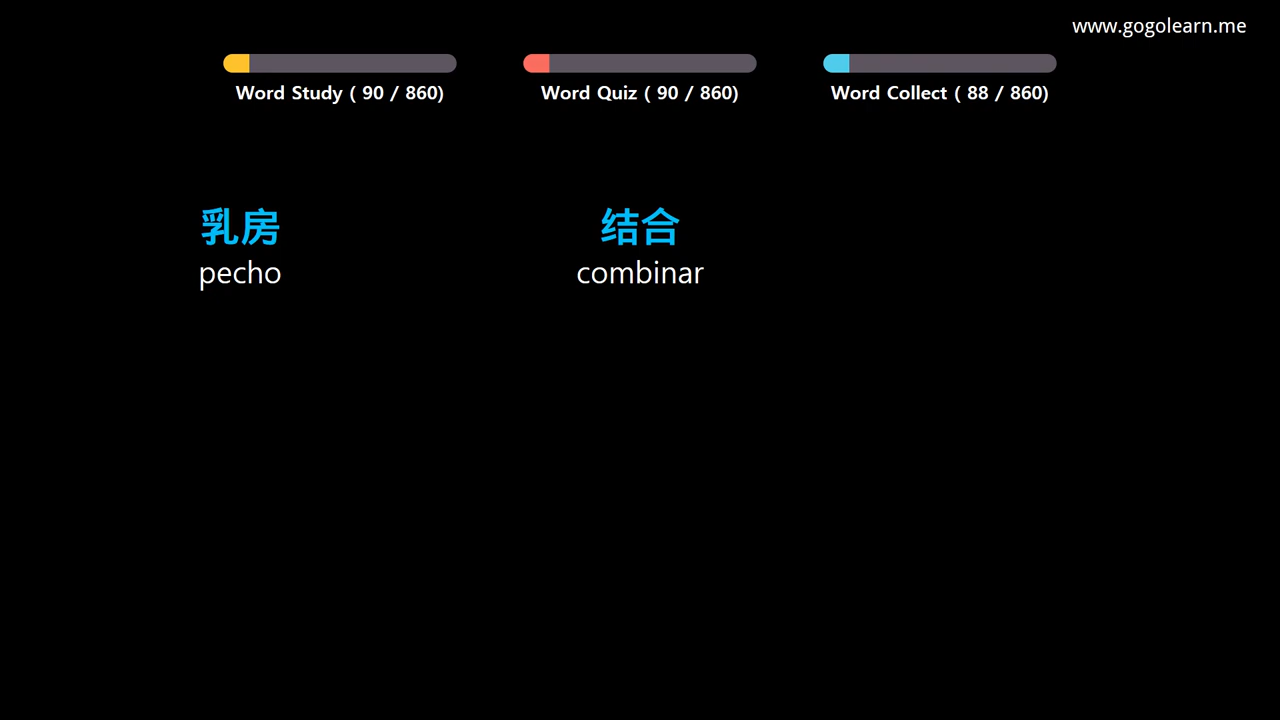 www.gogolearn.me
Word Study ( 90 / 860)
Word Quiz ( 90 / 860)
Word Collect ( 88 / 860)
乳房
pecho
结合
combinar